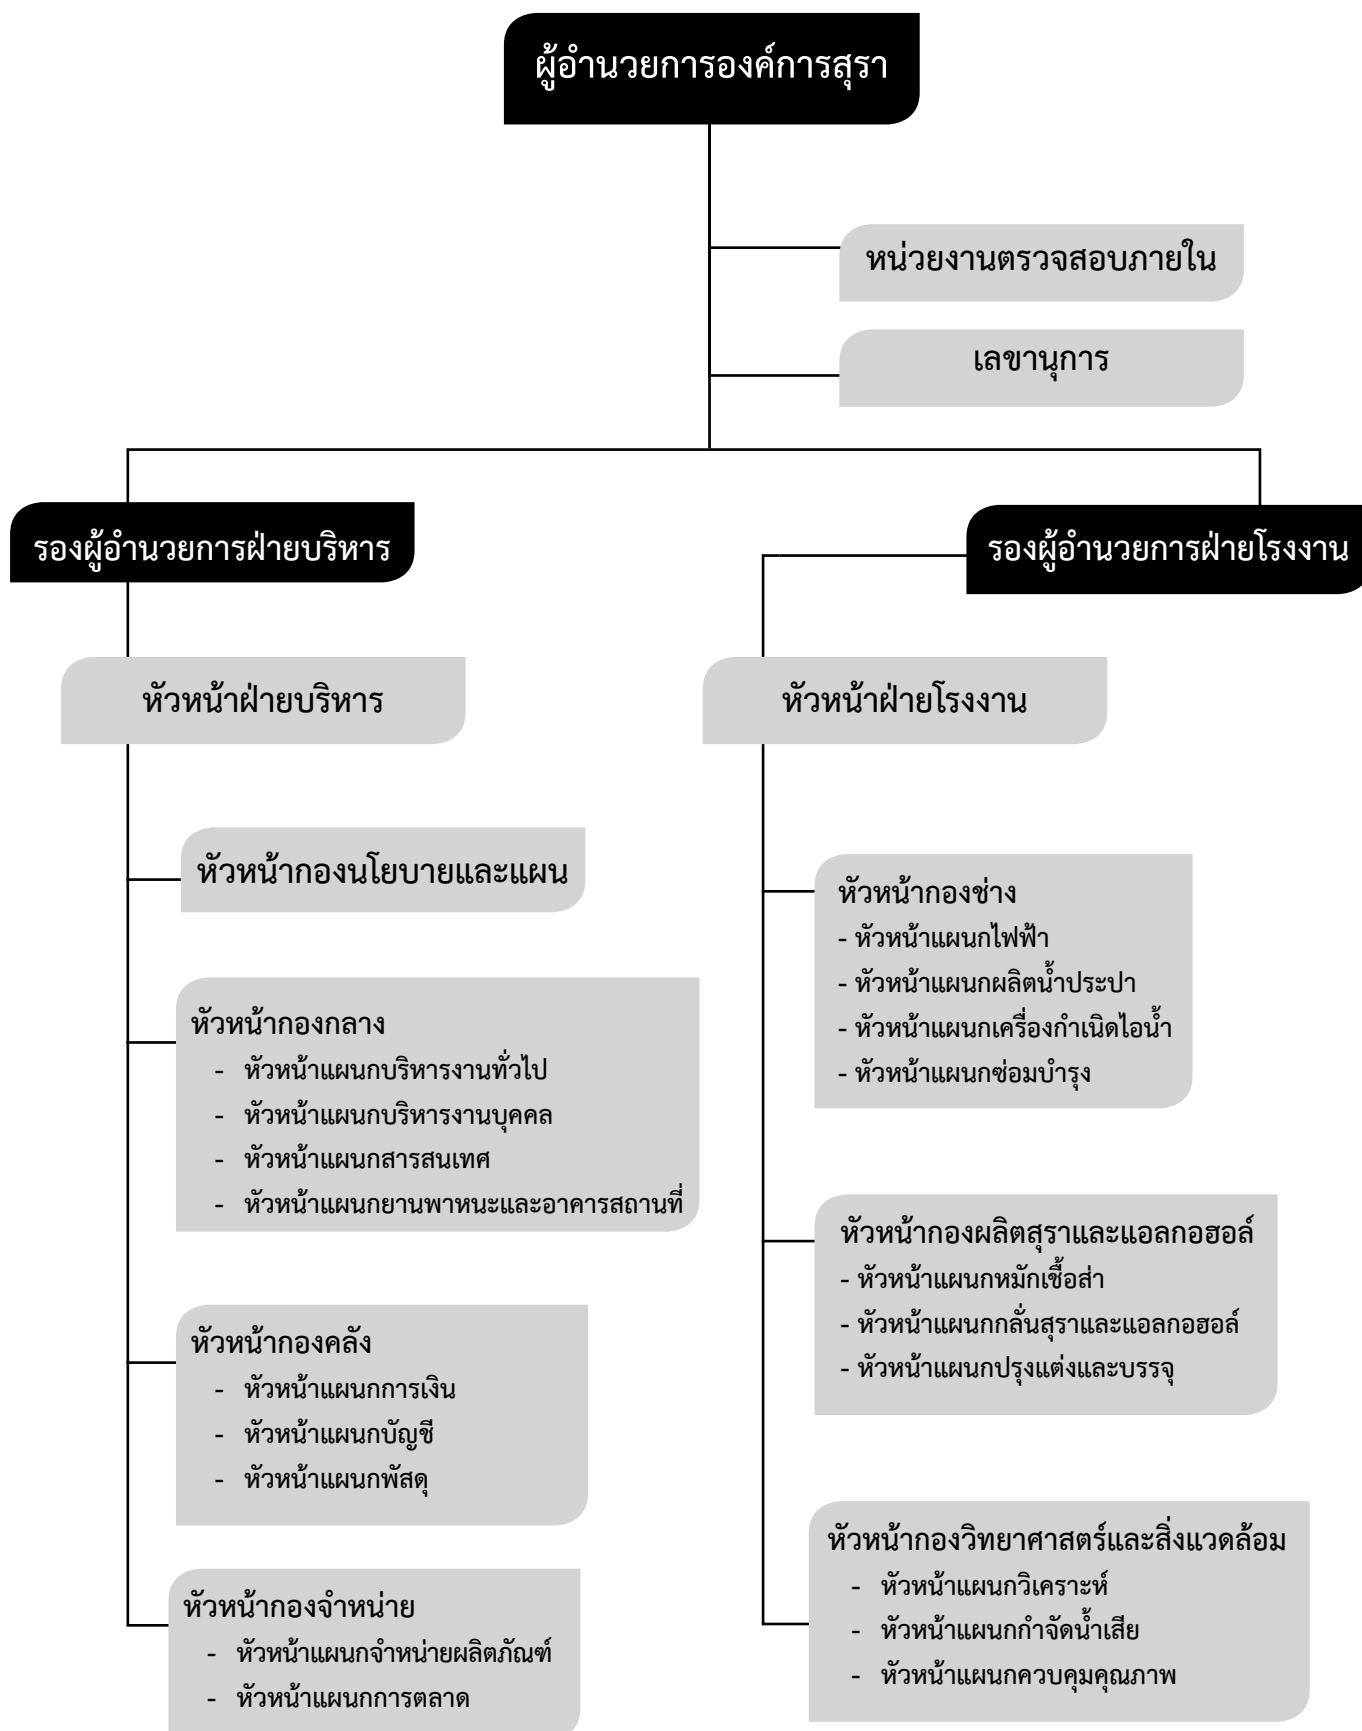 ผู้อำนวยการองค์การสุรา
หน่วยงานตรวจสอบภายใน
เลขานุการ
รองผู้อำนวยการฝ่ายบริหาร
รองผู้อำนวยการฝ่ายโรงงาน
หัวหน้าฝ่ายบริหาร
หัวหน้าฝ่ายโรงงาน
หัวหน้ากองนโยบายและแผน
หัวหน้ากองกลาง
- หัวหน้าแผนกบริหารงานทั่วไป
- หัวหน้าแผนกบริหารงานบุคคล
- หัวหน้าแผนกสารสนเทศ
- หัวหน้าแผนกยานพาหนะและอาคารสถานที่
หัวหน้ากองคลัง
- หัวหน้าแผนกการเงิน
- หัวหน้าแผนกบัญชี
- หัวหน้าแผนกพัสดุ
หัวหน้ากองจำหน่าย
- หัวหน้าแผนกจำหน่ายผลิตภัณฑ์
- หัวหน้าแผนกการตลาด
หัวหน้ากองช่าง
- หัวหน้าแผนกไฟฟ้า
- หัวหน้าแผนกผลิตน้ำประปา
- หัวหน้าแผนกเครื่องกำเนิดไอน้ำ
- หัวหน้าแผนกซ่อมบำรุง
หัวหน้ากองผลิตสุราและแอลกอฮอล์
- หัวหน้าแผนกหมักเชื้อส่า
- หัวหน้าแผนกกลั่นสุราและแอลกอฮอล์
- หัวหน้าแผนกปรุงแต่งและบรรจุ
หัวหน้ากองวิทยาศาสตร์และสิ่งแวดล้อม
- หัวหน้าแผนกวิเคราะห์
- หัวหน้าแผนกกำจัดน้ำเสีย
- หัวหน้าแผนกควบคุมคุณภาพ